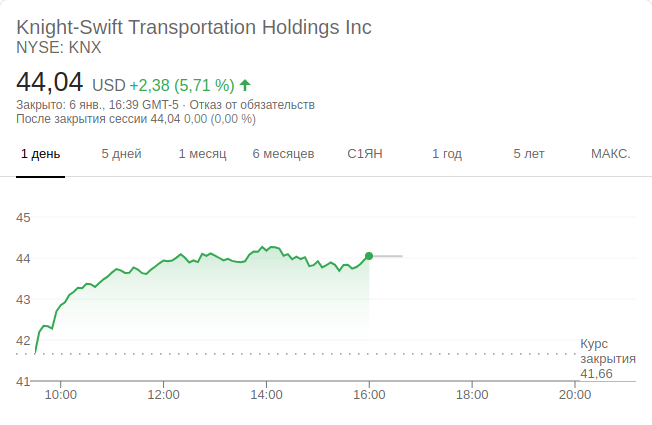 Knight-Swift Transportation Holdings Inc
NYSE: KNX
44,04 USD +2,38 (5,71 %)
Закрыто: 6 янв., 16:39 GMT-5 · Отказ от обязательств
После закрытия сессии 44,04 0,00 (0,00 %)
1 день 5 дней 1 месяц 6 месяцев С1ЯН 1 год 5 лет МАКС.
45
44
43
42
Курс
закрытия
41,66
41
10:00 12:00 14:00 16:00 18:00 20:00